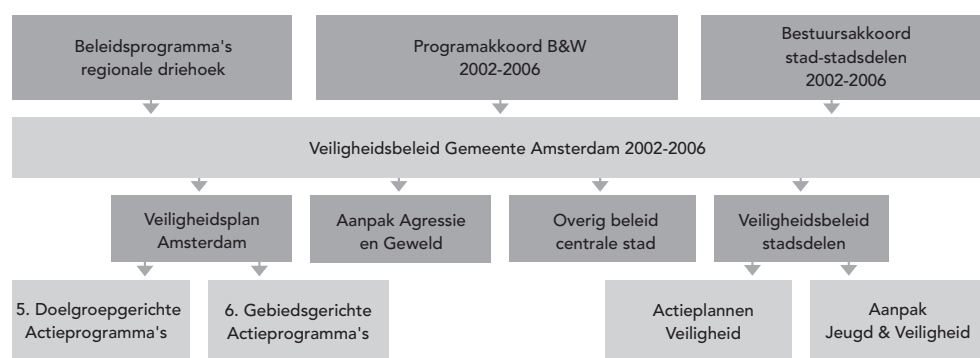 Beleidsprogramma's
regionale driehoek
Programakkoord B&W
2002-2006
Bestuursakkoord
stad-stadsdelen
2002-2006
Veiligheidsbeleid Gemeente Amsterdam 2002-2006
Veiligheidsplan
Amsterdam
Aanpak Agressie
en Geweld
Overig beleid
centrale stad
Veiligheidsbeleid
stadsdelen
5. Doelgroepgerichte
Actieprogramma's
6. Gebiedsgerichte
Actieprogramma's
Actieplannen
Veiligheid
Aanpak
Jeugd & Veiligheid